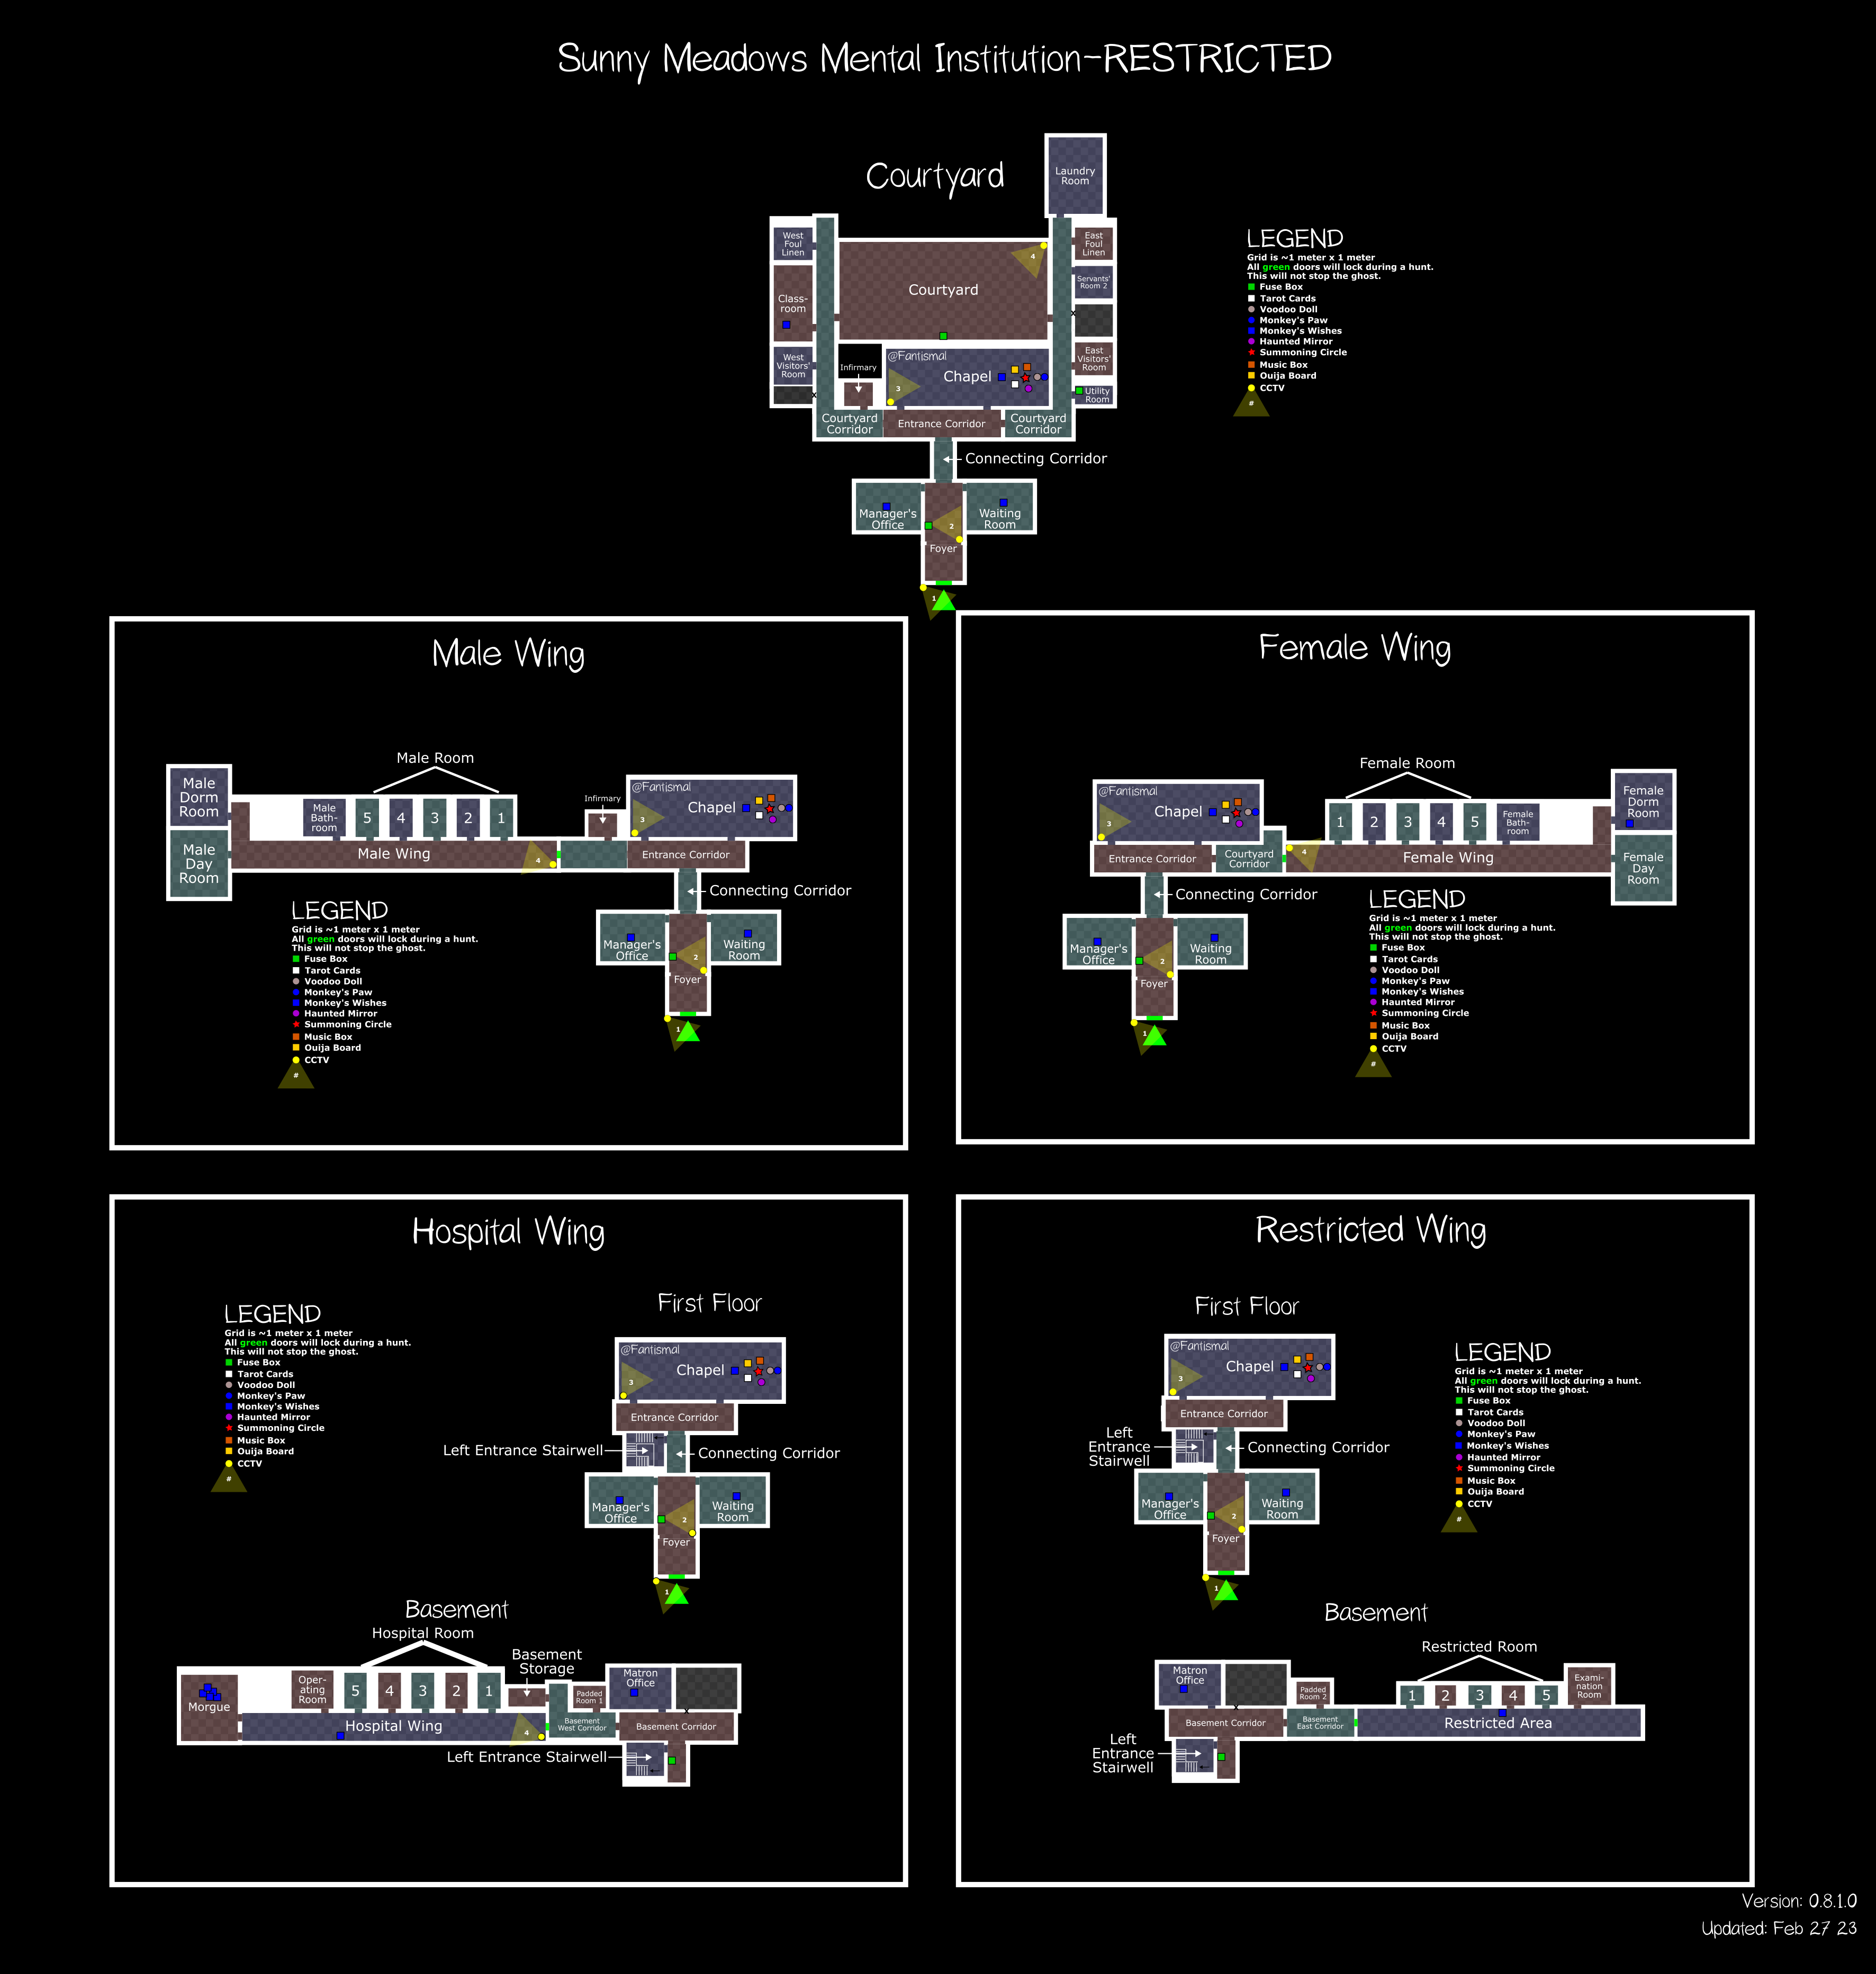 Sunny Meadows Mental Institution-RESTRICTED
Courtyard
Laundry
Room
West
Foul
Linen
East
Foul
Linen
4
Servants'
Room 2
Courtyard
Class-
room
x
@Fantismal
West
Visitors'
Room
Infirmary
Chapel
East
Visitors'
Room
3
x
Utility
Room
Courtyard
Corridor
Entrance Corridor
Courtyard
Corridor
Connecting Corridor
Manager's
Office
Waiting
Room
2
Foyer
1
LEGEND
Grid is ~1 meter x 1 meter
All green doors will lock during a hunt.
This will not stop the ghost.
Fuse Box
Tarot Cards
Voodoo Doll
Monkey's Paw
Monkey's Wishes
Haunted Mirror
Summoning Circle
Music Box
Ouija Board
CCTV
#
Male Wing
Male Room
Male
Dorm
Room
Male
Day
Room
Male
Bath-
room
5
4
3
2
1
Infirmary
@Fantismal
Chapel
3
Male Wing
4
Entrance Corridor
Connecting Corridor
Manager's
Office
Waiting
Room
2
Foyer
1
LEGEND
Grid is ~1 meter x 1 meter
All green doors will lock during a hunt.
This will not stop the ghost.
Fuse Box
Tarot Cards
Voodoo Doll
Monkey's Paw
Monkey's Wishes
Haunted Mirror
Summoning Circle
Music Box
Ouija Board
CCTV
#
Female Wing
Female Room
@Fantismal
Chapel
3
1
2
3
4
5
Female
Bath-
room
Female
Dorm
Room
Female
Day
Room
Entrance Corridor
Courtyard
Corridor
4
Female Wing
Connecting Corridor
Manager's
Office
Waiting
Room
2
Foyer
1
LEGEND
Grid is ~1 meter x 1 meter
All green doors will lock during a hunt.
This will not stop the ghost.
Fuse Box
Tarot Cards
Voodoo Doll
Monkey's Paw
Monkey's Wishes
Haunted Mirror
Summoning Circle
Music Box
Ouija Board
CCTV
#
Hospital Wing
LEGEND
Grid is ~1 meter x 1 meter
All green doors will lock during a hunt.
This will not stop the ghost.
Fuse Box
Tarot Cards
Voodoo Doll
Monkey's Paw
Monkey's Wishes
Haunted Mirror
Summoning Circle
Music Box
Ouija Board
CCTV
#
First Floor
@Fantismal
Chapel
3
Entrance Corridor
Left Entrance Stairwell
Connecting Corridor
Manager's
Office
Waiting
Room
2
Foyer
1
Basement
Hospital Room
Basement
Storage
Morgue
Oper-
ating
Room
5
4
3
2
1
Padded
Room 1
Matron
Office
x
Hospital Wing
4
Basement
West Corridor
Basement Corridor
Left Entrance Stairwell
Restricted Wing
First Floor
@Fantismal
Chapel
3
Entrance Corridor
Left
Entrance
Stairwell
Connecting Corridor
Manager's
Office
Waiting
Room
2
Foyer
1
LEGEND
Grid is ~1 meter x 1 meter
All green doors will lock during a hunt.
This will not stop the ghost.
Fuse Box
Tarot Cards
Voodoo Doll
Monkey's Paw
Monkey's Wishes
Haunted Mirror
Summoning Circle
Music Box
Ouija Board
CCTV
#
Basement
Restricted Room
Matron
Office
x
Padded
Room 2
1
2
3
4
5
Exami-
nation
Room
Basement Corridor
Basement
East Corridor
Restricted Area
Left
Entrance
Stairwell
Version: 0.8.1.0
Updated: Feb 27 23